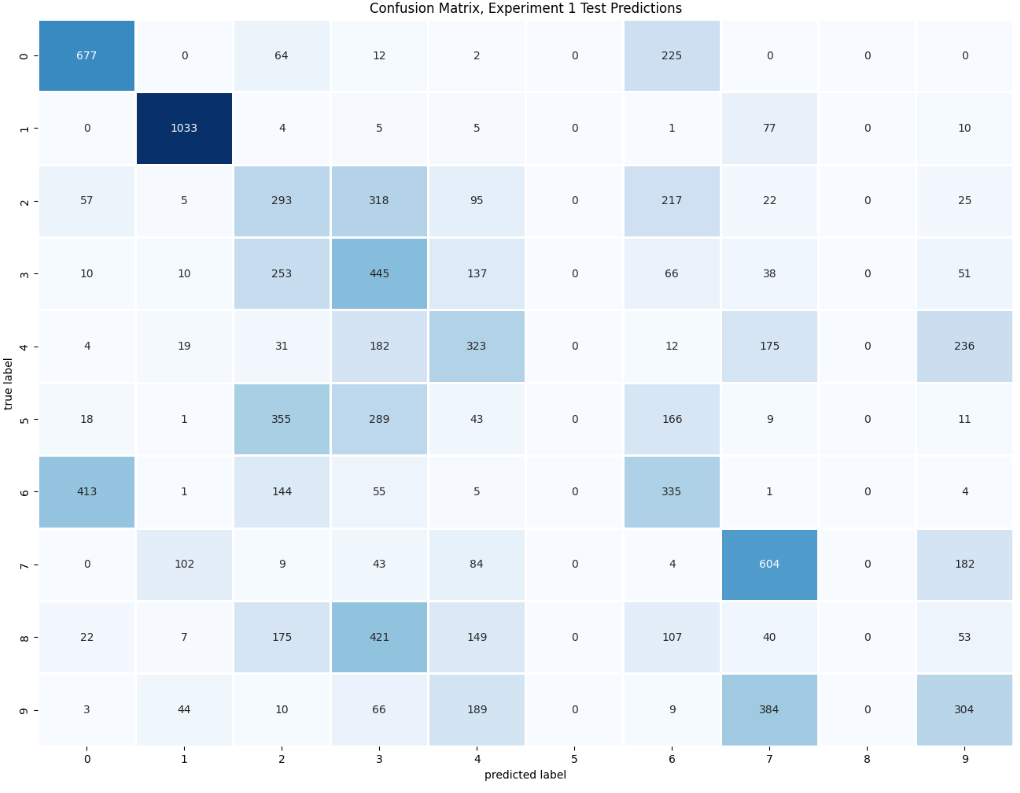 Confusion Matrix, Experiment 1 Test Predictions
0 677 0 64 12 2 0 225 0 0 0
1 0 1033 4 5 5 0 1 77 0 10
2 57 5 293 318 95 0 217 22 0 25
3 10 10 253 445 137 0 66 38 0 51
4 4 19 31 182 323 0 12 175 0 236
true label
5 18 1 355 289 43 0 166 9 0 11
6 413 1 144 55 5 0 335 1 0 4
7 0 102 9 43 84 0 4 604 0 182
8 22 7 175 421 149 0 107 40 0 53
9 3 44 10 66 189 0 9 384 0 304
0 1 2 3 4 5 6 7 8 9
predicted label